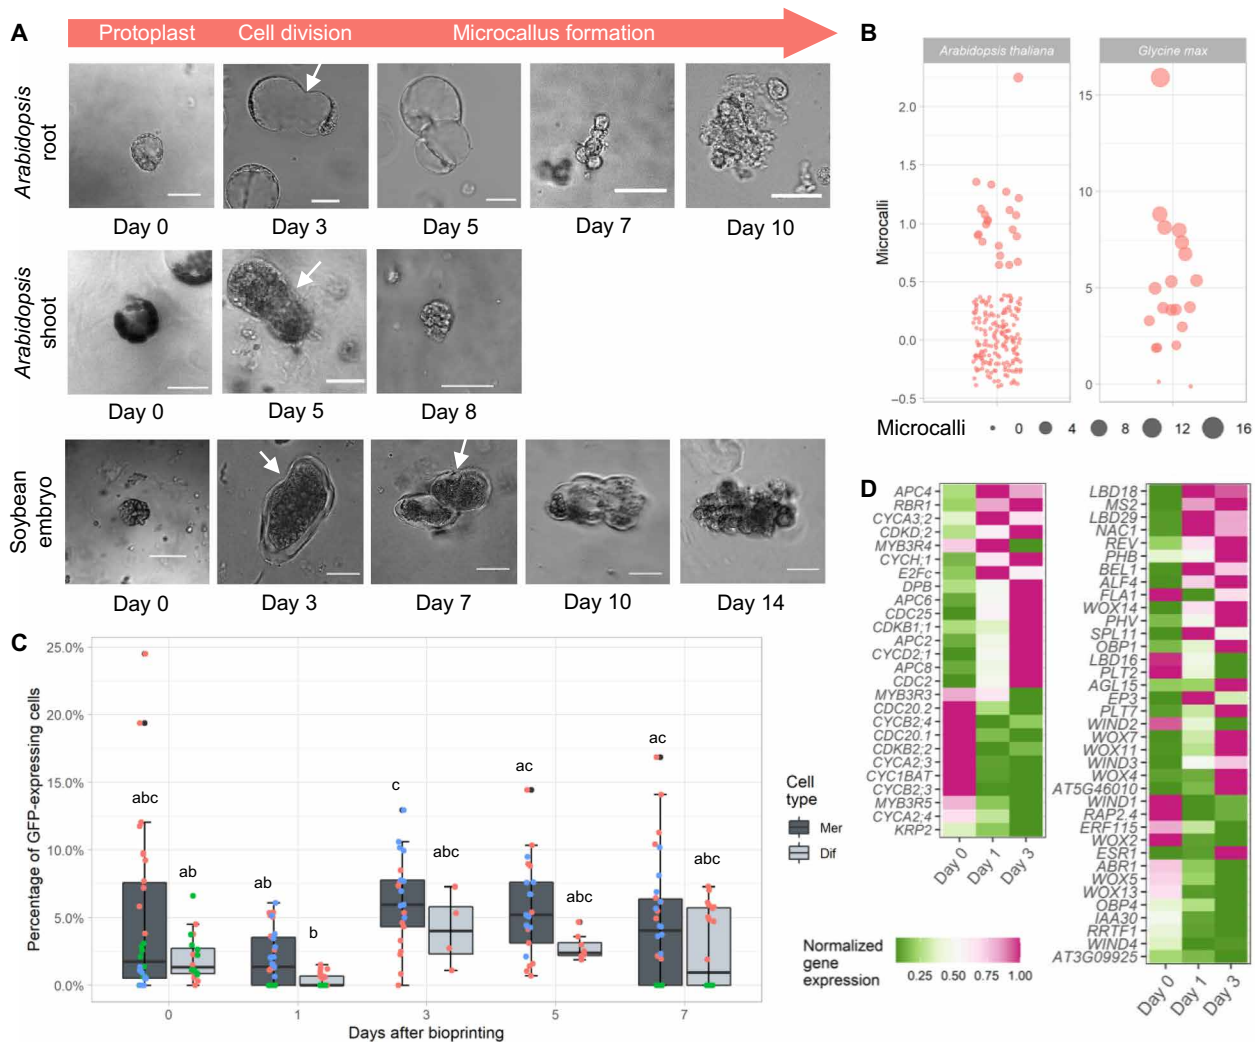 A
Protoplast
Cell division
Microcallus formation
Arabidopsis
root
Day 0
Day 3
Day 5
Day 7
Day 10
Arabidopsis
shoot
Day 0
Day 5
Day 8
Soybean
embryo
Day 0
Day 3
Day 7
Day 10
Day 14
B
Arabidopsis thaliana
Glycine max
Microcalli
2.0
1.5
1.0
0.5
0.0
−0.5
15
10
5
0
Microcalli
0
4
8
12
16
C
Percentage of GFP-expressing cells
25.0%
20.0%
15.0%
10.0%
5.0%
0.0%
abc
ab
ab
b
c
abc
ac
abc
ac
abc
0
1
3
5
7
Days after bioprinting
Cell
type
Mer
Dif
D
APC4
RBR1
CYCA3;2
CDKD;2
MYB3R4
CYCH;1
E2Fc
DPB
APC6
CDC25
CDKB1;1
APC2
CYCD2;1
APC8
CDC2
MYB3R3
CDC20.2
CYCB2;4
CDC20.1
CDKB2;2
CYCA2;3
CYC1BAT
CYCB2;3
MYB3R5
CYCA2;4
KRP2
Day 0
Day 1
Day 3
LBD18
MS2
LBD29
NAC1
REV
PHB
BEL1
ALF4
FLA1
WOX14
PHV
SPL11
OBP1
LBD16
PLT2
AGL15
EP3
PLT7
WIND2
WOX7
WOX11
WIND3
WOX4
AT5G46010
WIND1
RAP2.4
ERF115
WOX2
ESR1
ABR1
WOX5
WOX13
OBP4
IAA30
RRTF1
WIND4
AT3G09925
Day 0
Day 1
Day 3
Normalized
gene
expression
0.25
0.50
0.75
1.00